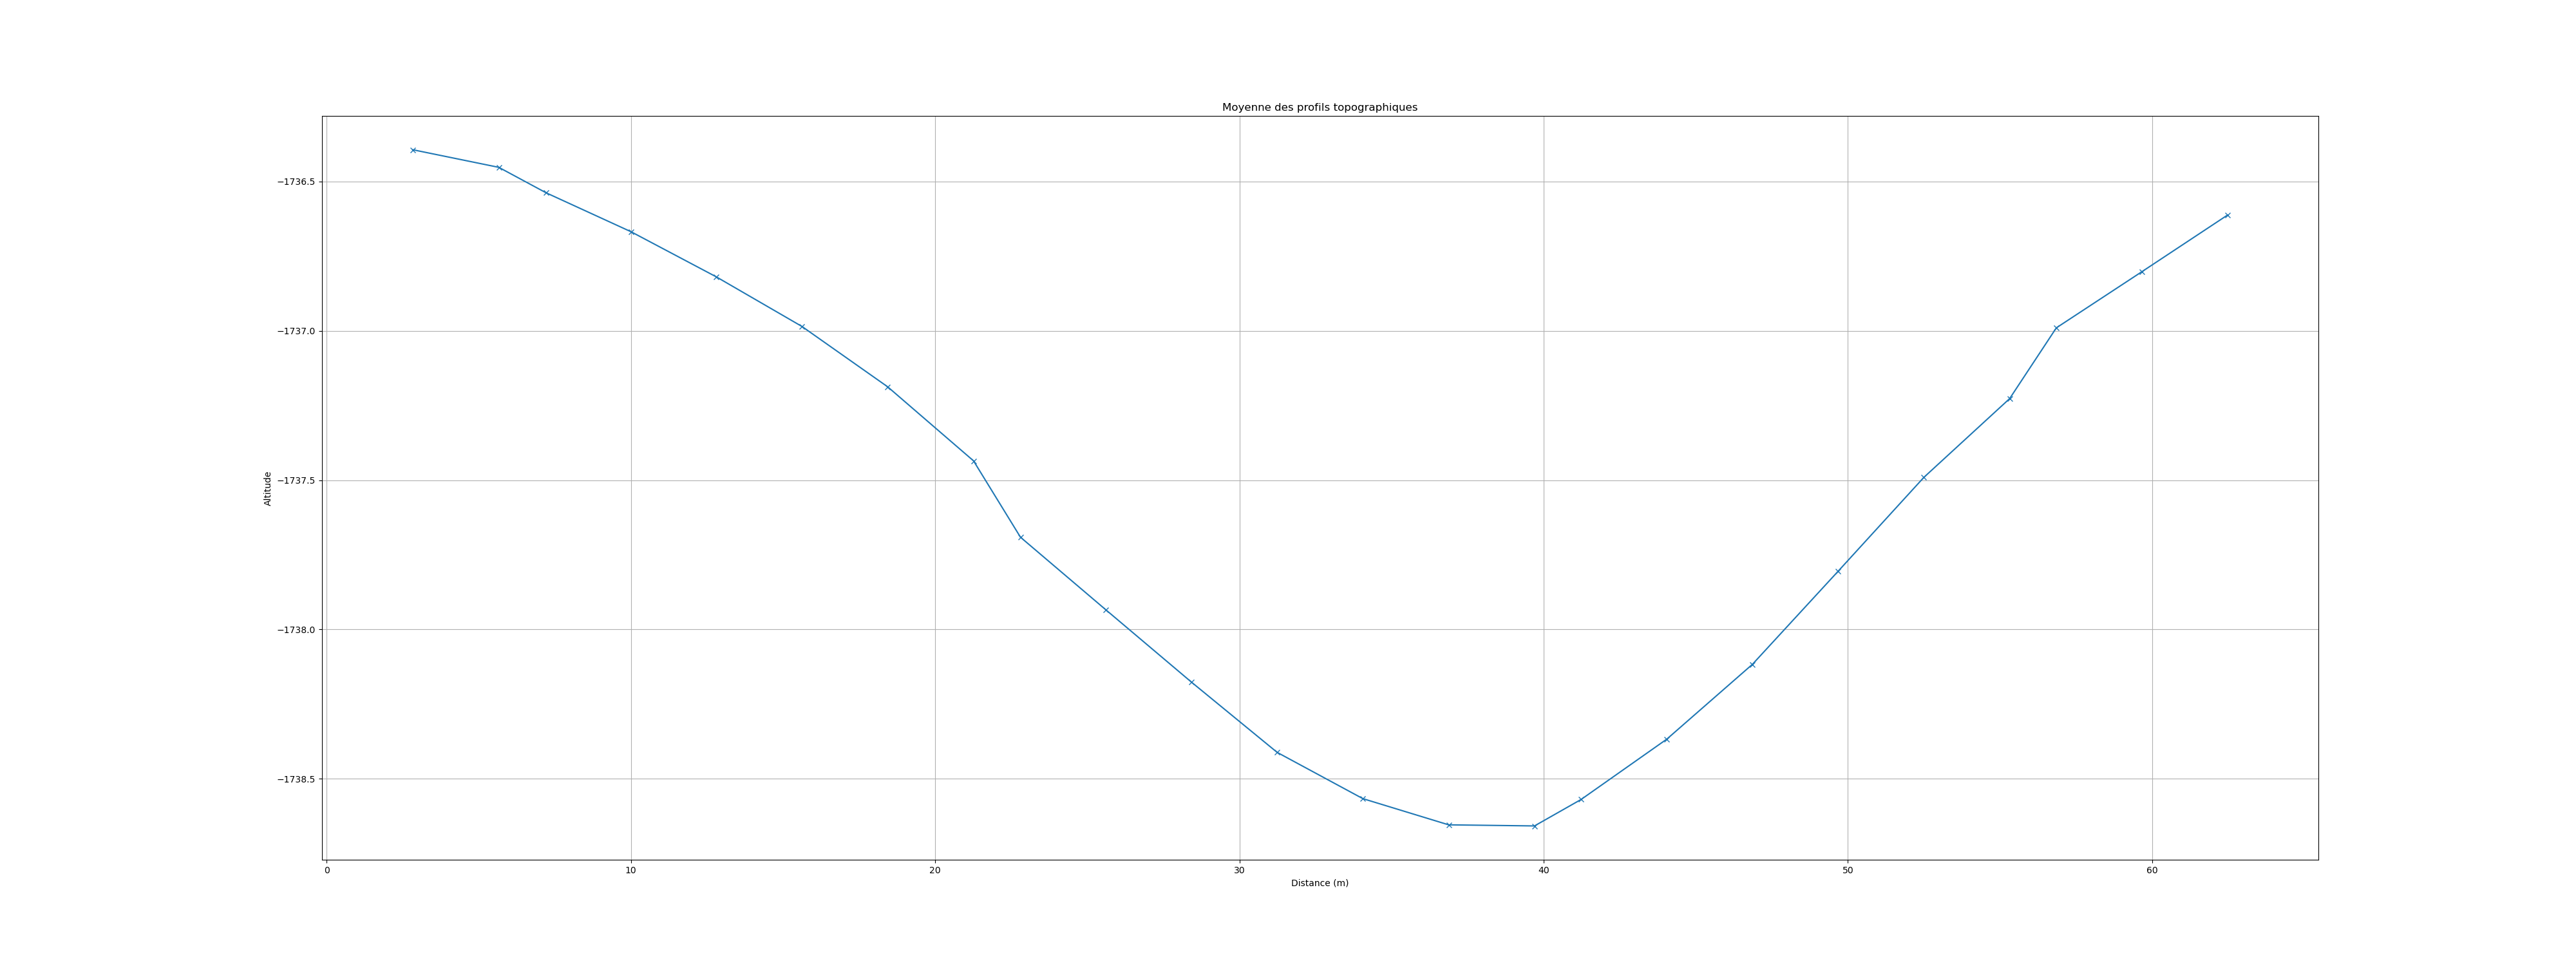 Moyenne des profils topographiques
−1736.5
−1737.0
−1737.5
−1738.0
−1738.5
Altitude
0 10 20 30 40 50 60
Distance (m)